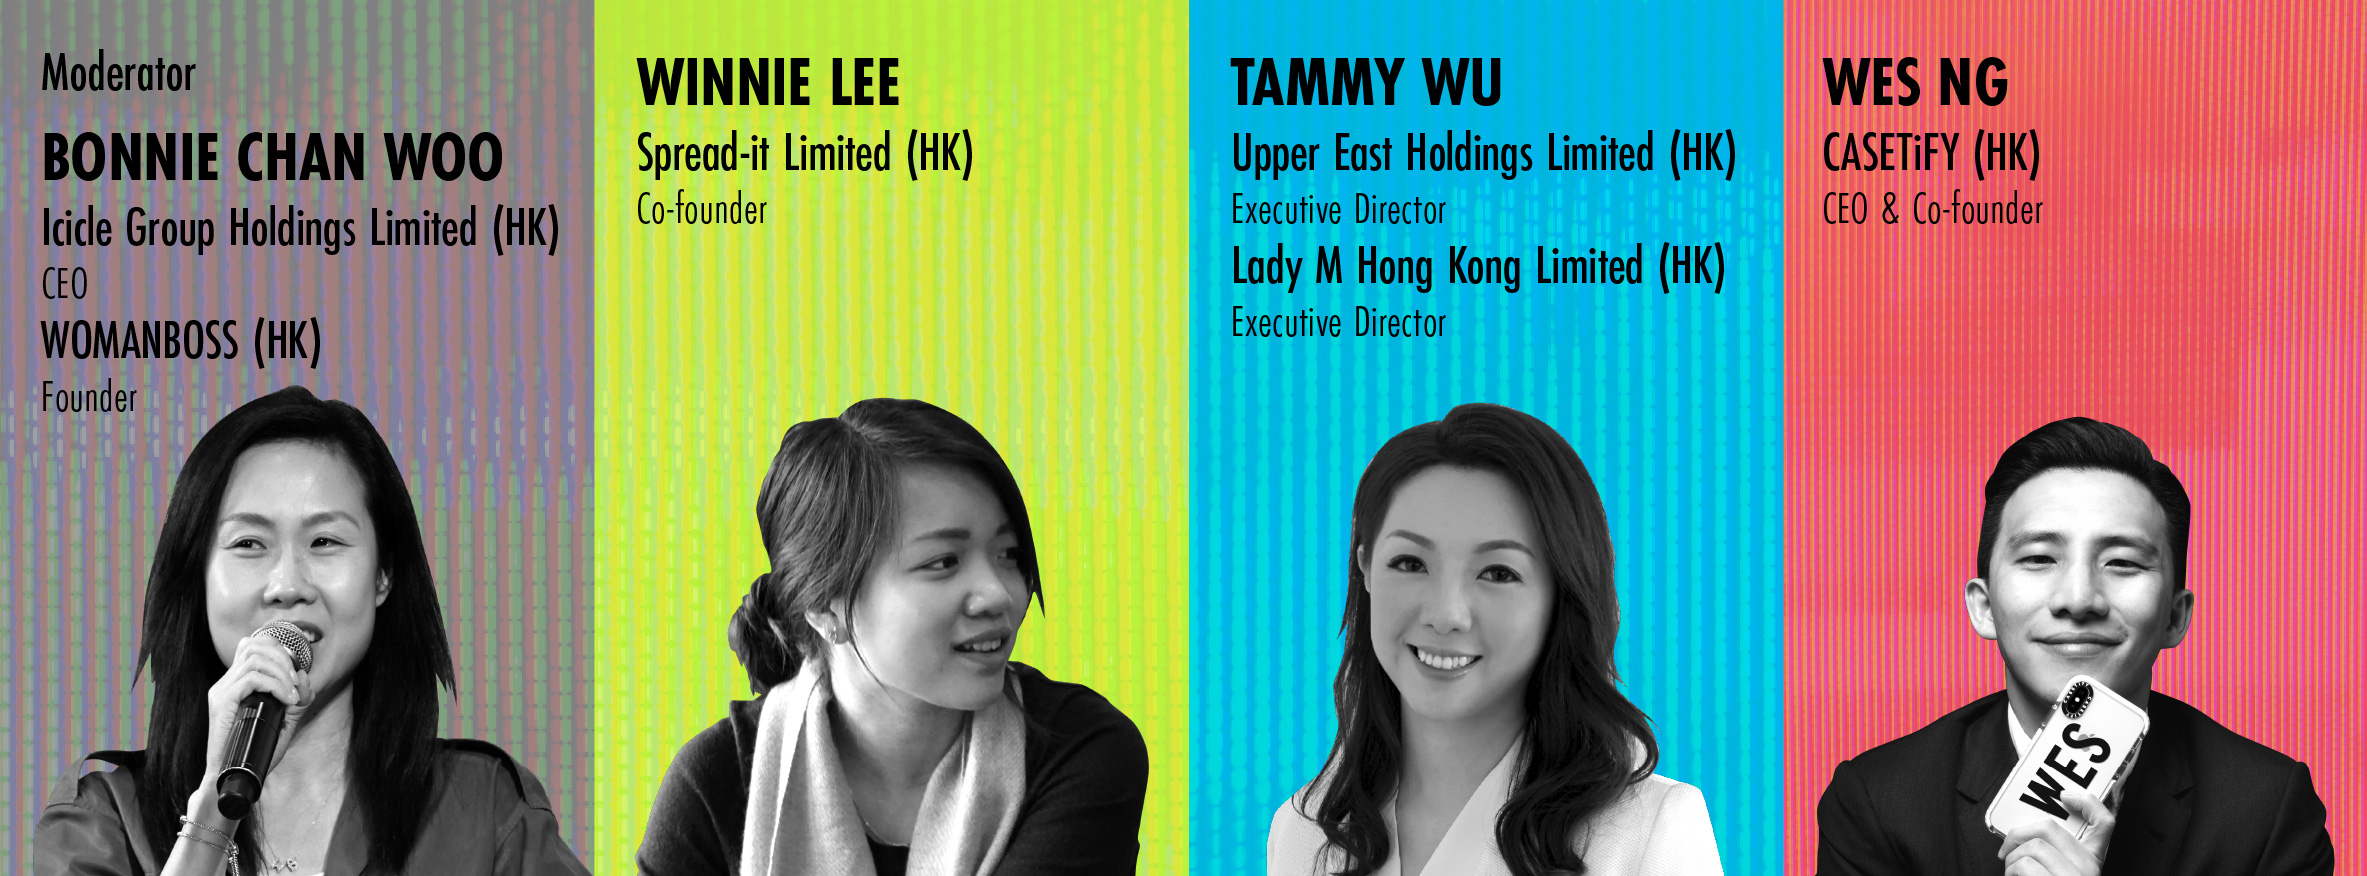 Moderator
BONNIE CHAN WOO
Icicle Group Holdings Limited (HK)
CEO
WOMANBOSS (HK)
Founder
WINNIE LEE
Spread-it Limited (HK)
Co-founder
TAMMY WU
Upper East Holdings Limited (HK)
Executive Director
Lady M Hong Kong Limited (HK)
Executive Director
WES NG
CASETiFY (HK)
CEO & Co-founder
WES